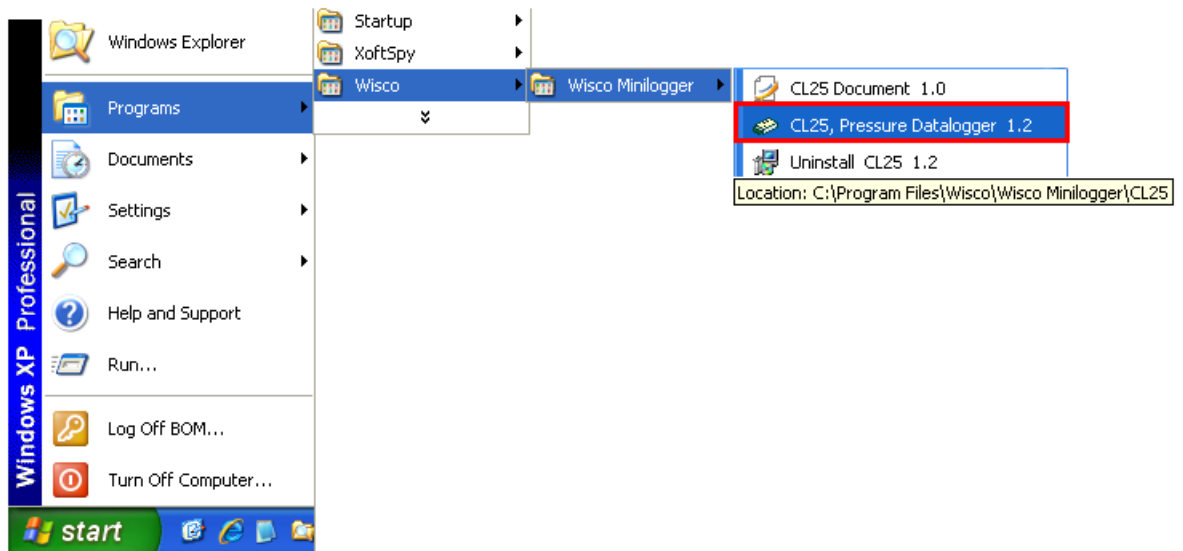 Windows Explorer
Programs
Documents
Settings
Search
Help and Support
Run...
Log Off BOM...
Turn Off Computer...
Windows XP Professional
start
Startup
XoftSpy
Wisco
Wisco Minilogger
CL25 Document 1.0
CL25, Pressure Datalogger 1.2
Uninstall CL25 1.2
Location: C:\Program Files\Wisco\Wisco Minilogger\CL25